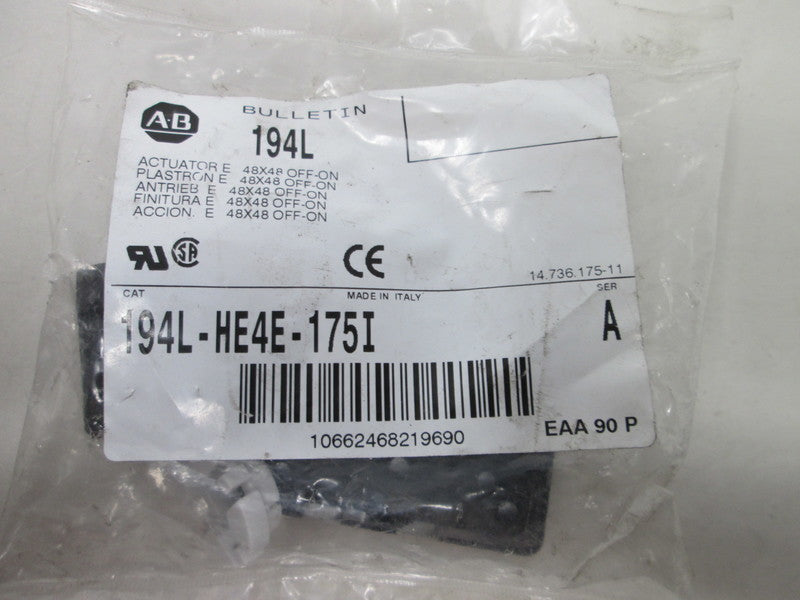 A-B
BULLETIN
194L
ACTUATOR E 48X48 OFF-ON
PLASTRON E 48X48 OFF-ON
ANTRIEB E 48X48 OFF-ON
FINITURA E 48X48 OFF-ON
ACCION. E 48X48 OFF-ON
RU SA CE
14.736.175-11
CAT MADE IN ITALY SER
194L-HE4E-175I A
10662468219690
EAA 90 P